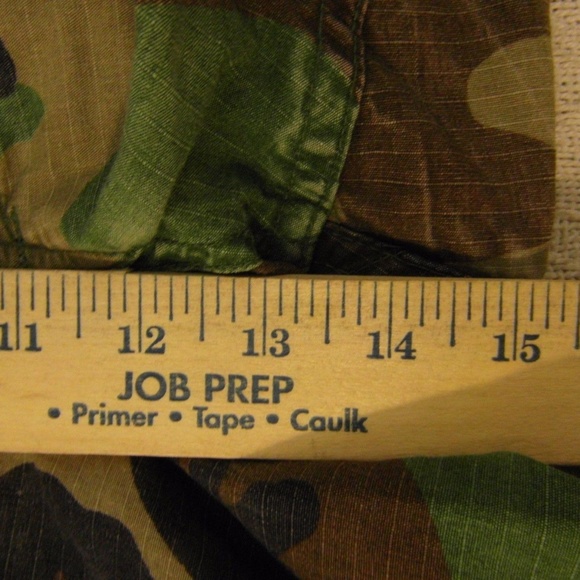 11 12 13 14 15
JOB PREP
• Primer • Tape • Caulk